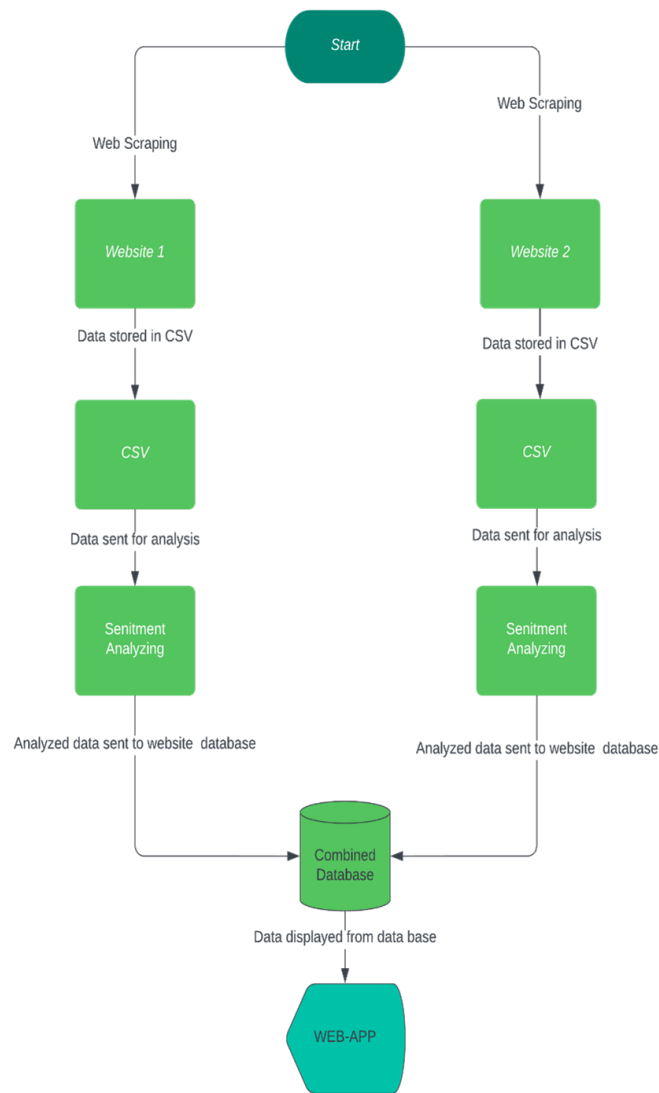 Start
Web Scraping
Web Scraping
Website 1
Website 2
Data stored in CSV
Data stored in CSV
CSV
CSV
Data sent for analysis
Data sent for analysis
Senitment
Analyzing
Senitment
Analyzing
Analyzed data sent to website  database
Analyzed data sent to website  database
Combined
Database
Data displayed from data base
WEB-APP